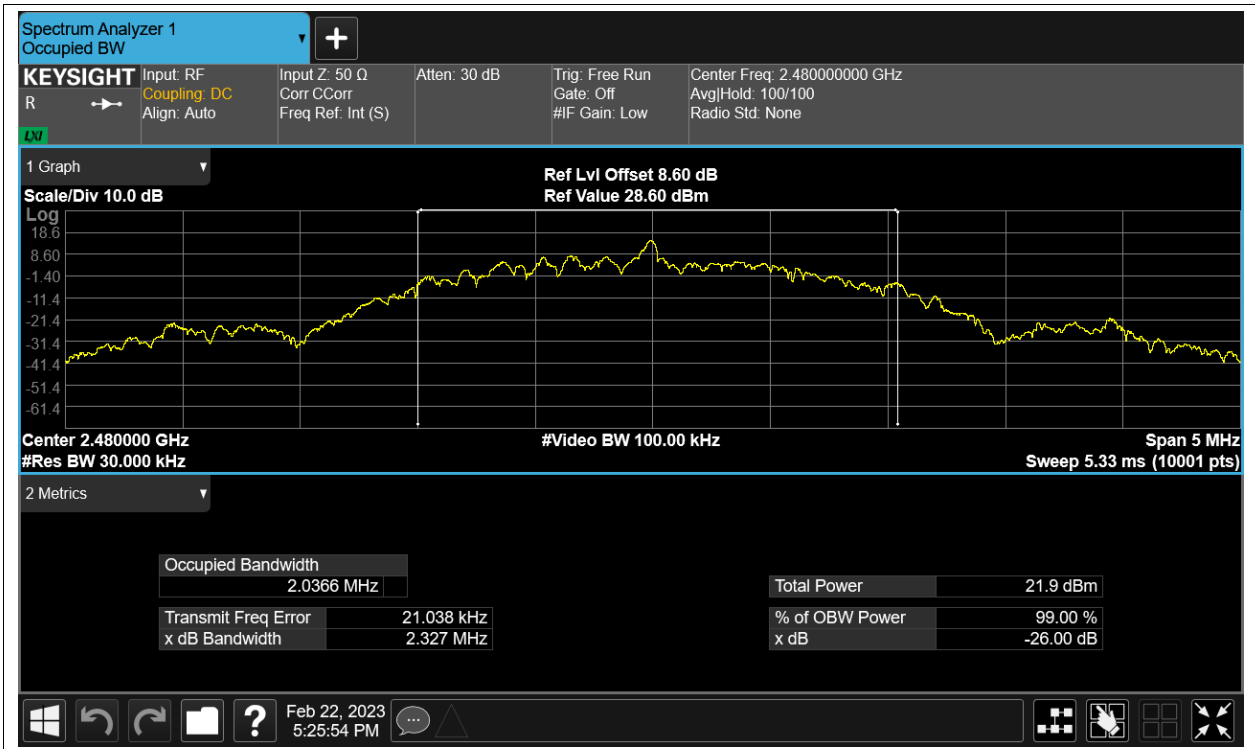 Spectrum Analyzer 1
Occupied BW
KEYSIGHT
R
LXI
Input: RF
Coupling: DC
Align: Auto
Input Z: 50 Ω
Corr CCorr
Freq Ref: Int (S)
Atten: 30 dB
Trig: Free Run
Gate: Off
#IF Gain: Low
Center Freq: 2.480000000 GHz
Avg|Hold: 100/100
Radio Std: None
1 Graph
Scale/Div 10.0 dB
Ref Lvl Offset 8.60 dB
Ref Value 28.60 dBm
Log
18.6
8.60
-1.40
-11.4
-21.4
-31.4
-41.4
-51.4
-61.4
Center 2.480000 GHz
#Video BW 100.00 kHz
Span 5 MHz
#Res BW 30.000 kHz
Sweep 5.33 ms (10001 pts)
2 Metrics
Occupied Bandwidth
2.0366 MHz
Total Power 21.9 dBm
Transmit Freq Error 21.038 kHz
% of OBW Power 99.00 %
x dB Bandwidth 2.327 MHz
x dB -26.00 dB
?
Feb 22, 2023
5:25:54 PM